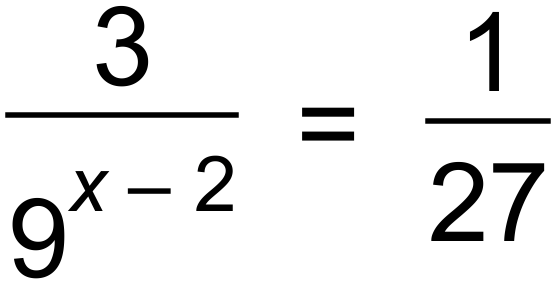 3 / 9^(x – 2) = 1 / 27